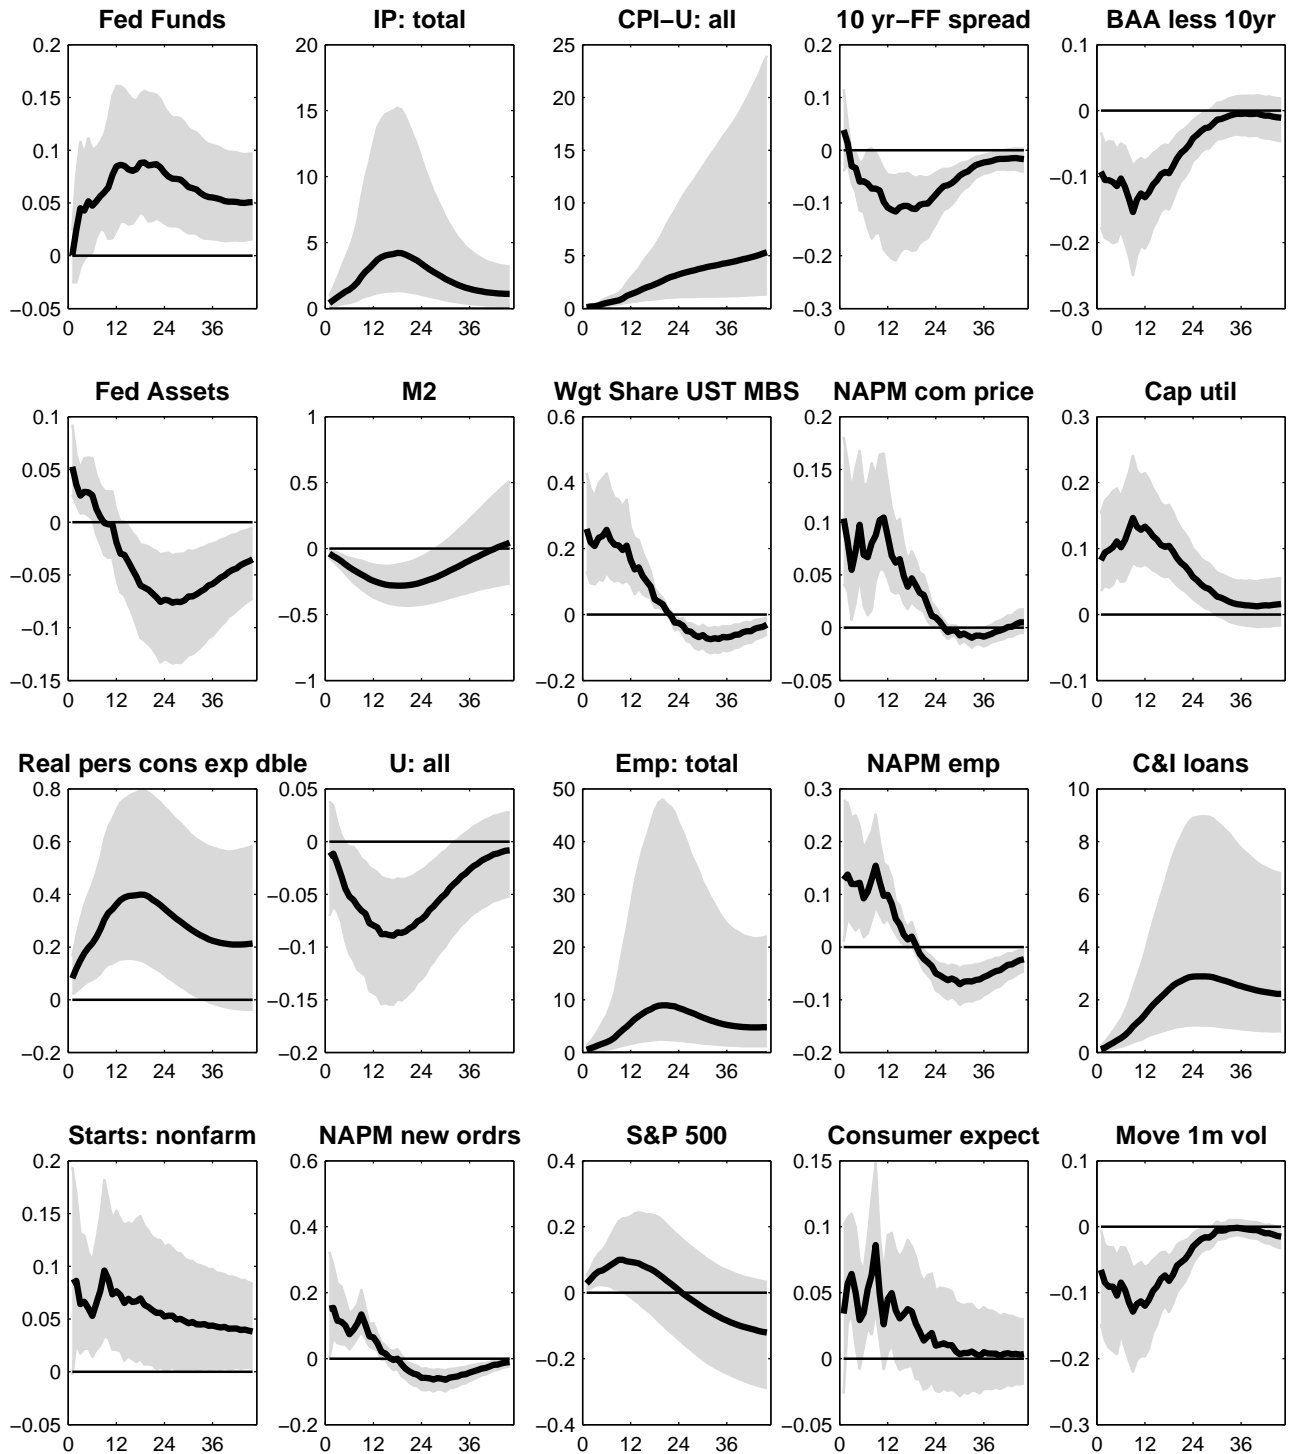 Fed Funds
0.2
0.15
0.1
0.05
0
−0.05
0 12 24 36
IP: total
20
15
10
5
0
0 12 24 36
CPI−U: all
25
20
15
10
5
0
0 12 24 36
10 yr−FF spread
0.2
0.1
0
−0.1
−0.2
−0.3
0 12 24 36
BAA less 10yr
0.1
0
−0.1
−0.2
−0.3
0 12 24 36
Fed Assets
0.1
0.05
0
−0.05
−0.1
−0.15
0 12 24 36
M2
1
0.5
0
−0.5
−1
0 12 24 36
Wgt Share UST MBS
0.6
0.4
0.2
0
−0.2
0 12 24 36
NAPM com price
0.2
0.15
0.1
0.05
0
−0.05
0 12 24 36
Cap util
0.3
0.2
0.1
0
−0.1
0 12 24 36
Real pers cons exp dble
0.8
0.6
0.4
0.2
0
−0.2
0 12 24 36
U: all
0.05
0
−0.05
−0.1
−0.15
−0.2
0 12 24 36
Emp: total
50
40
30
20
10
0
0 12 24 36
NAPM emp
0.3
0.2
0.1
0
−0.1
−0.2
0 12 24 36
C&I loans
10
8
6
4
2
0
0 12 24 36
Starts: nonfarm
0.2
0.15
0.1
0.05
0
−0.05
0 12 24 36
NAPM new ordrs
0.6
0.4
0.2
0
−0.2
0 12 24 36
S&P 500
0.4
0.2
0
−0.2
−0.4
0 12 24 36
Consumer expect
0.15
0.1
0.05
0
−0.05
0 12 24 36
Move 1m vol
0.1
0
−0.1
−0.2
−0.3
0 12 24 36